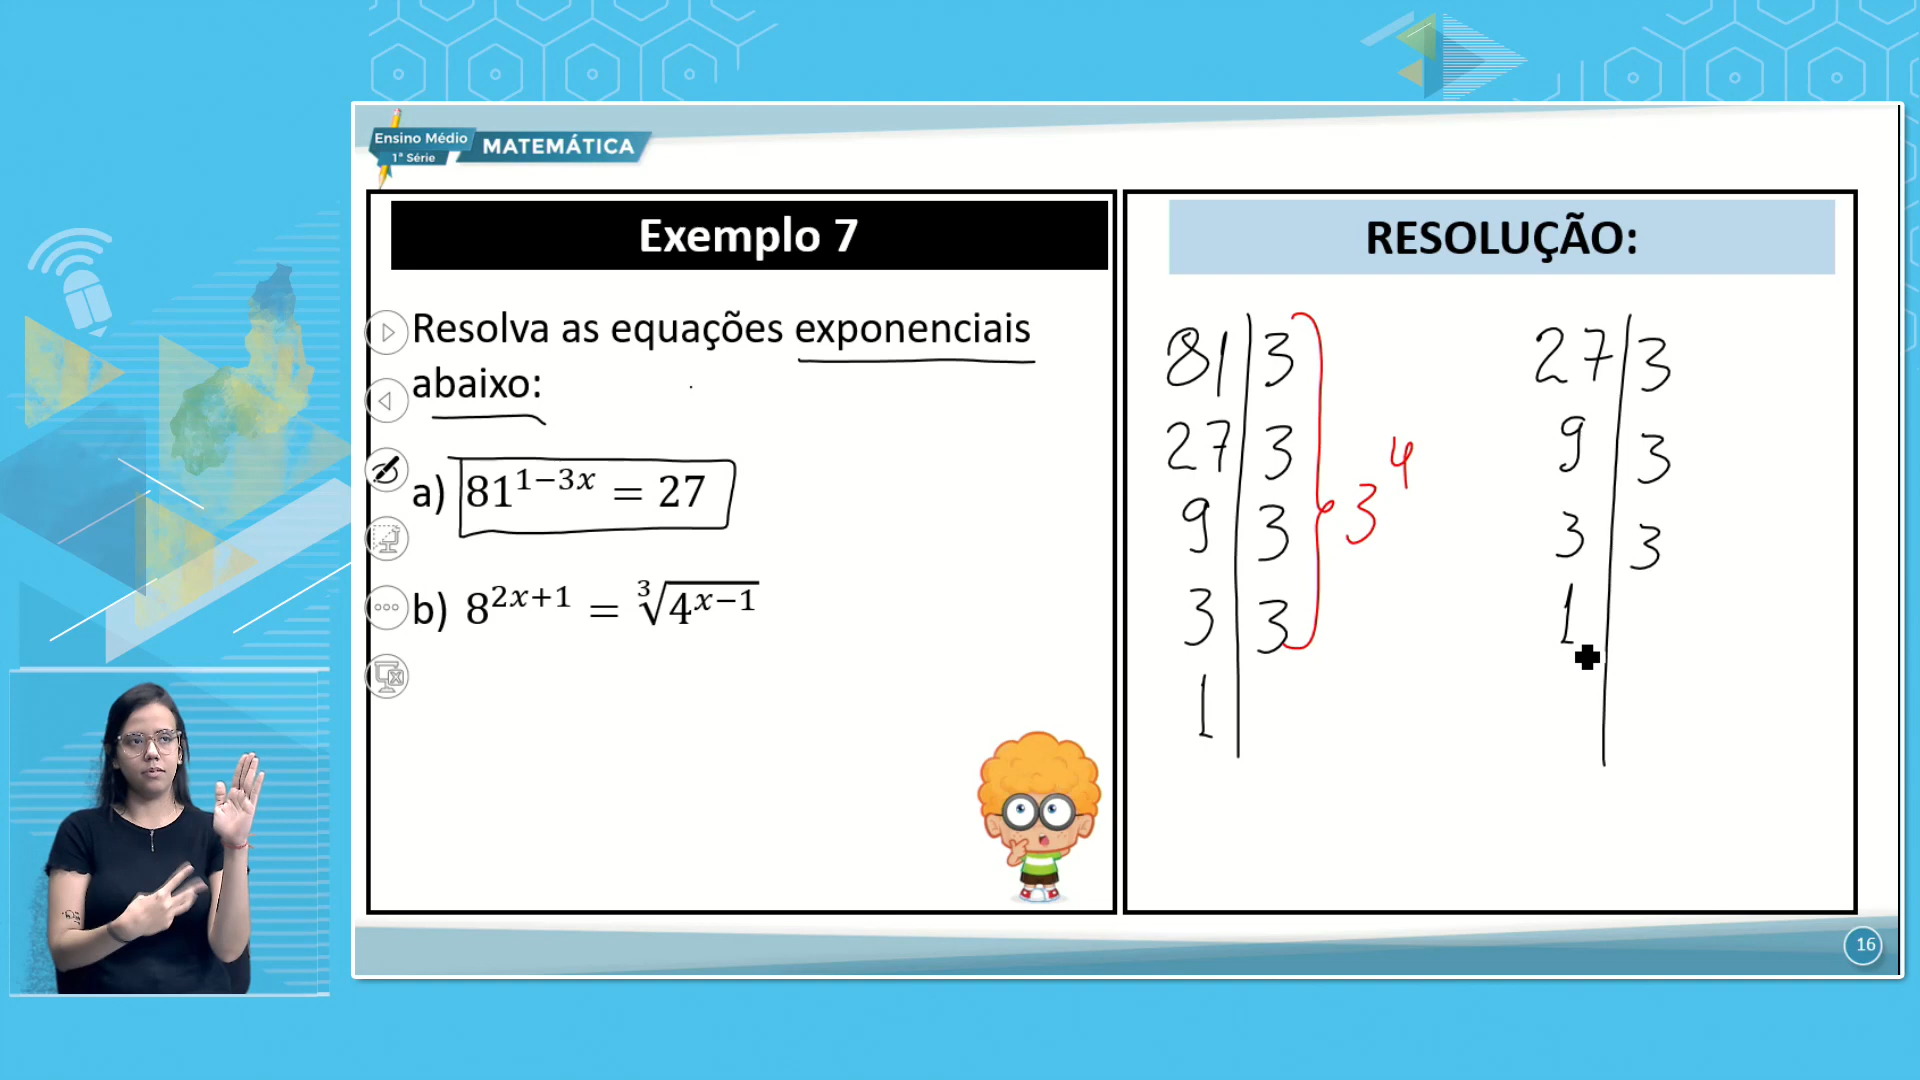 Ensino Médio
1ª Série
MATEMÁTICA
Exemplo 7
Resolva as equações exponenciais
abaixo:
a) 81^{1−3x} = 27
b) 8^{2x+1} = ∛(4^{x−1})
RESOLUÇÃO:
81 | 3
27 | 3
9 | 3
3 | 3
1
3^4
27 | 3
9 | 3
3 | 3
1
16